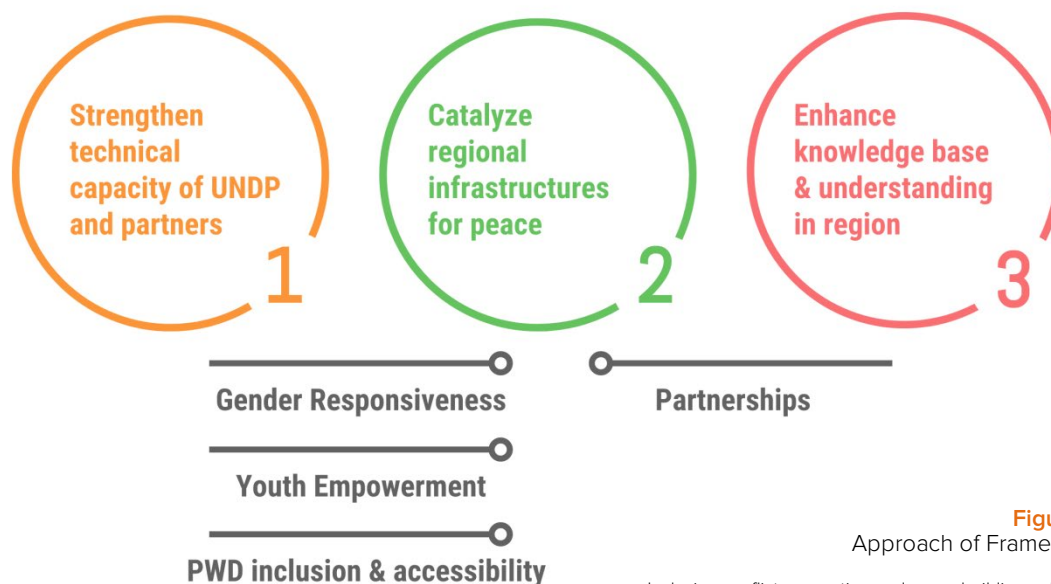 Strengthen
technical
capacity of UNDP
and partners
1
Catalyze
regional
infrastructures
for peace
2
Enhance
knowledge base
& understanding
in region
3
Gender Responsiveness
Partnerships
Youth Empowerment
PWD inclusion & accessibility
Figu
Approach of Frame